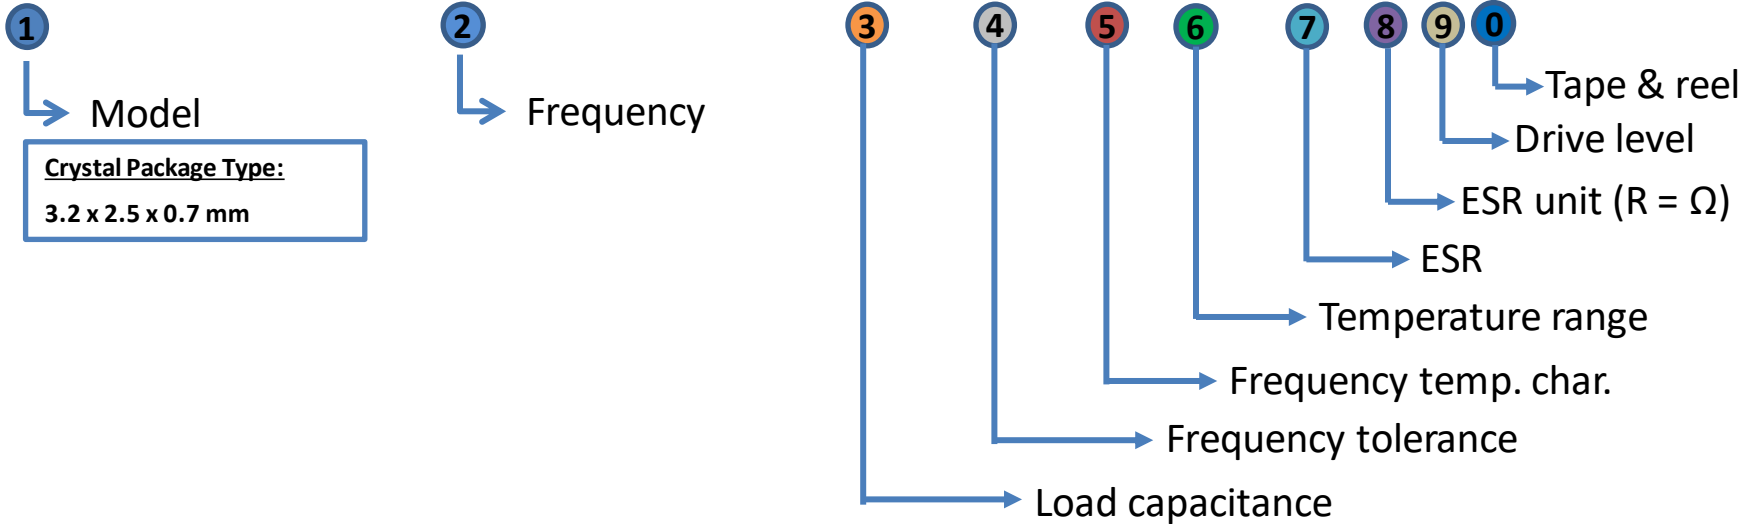 1 2 3 4 5 6 7 8 9 0
Tape & reel
Model
Frequency
Drive level
Crystal Package Type:
3.2 x 2.5 x 0.7 mm
ESR unit (R = Ω)
ESR
Temperature range
Frequency temp. char.
Frequency tolerance
Load capacitance